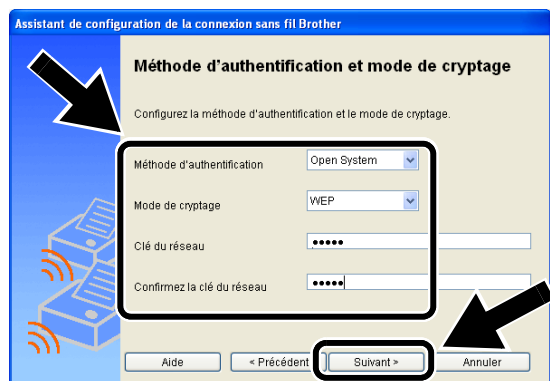 Assistant de configuration de la connexion sans fil Brother
Méthode d'authentification et mode de cryptage
Configurez la méthode d'authentification et le mode de cryptage.
Méthode d'authentification Open System
Mode de cryptage WEP
Clé du réseau •••••
Confirmez la clé du réseau •••••
Aide < Précédent Suivant > Annuler